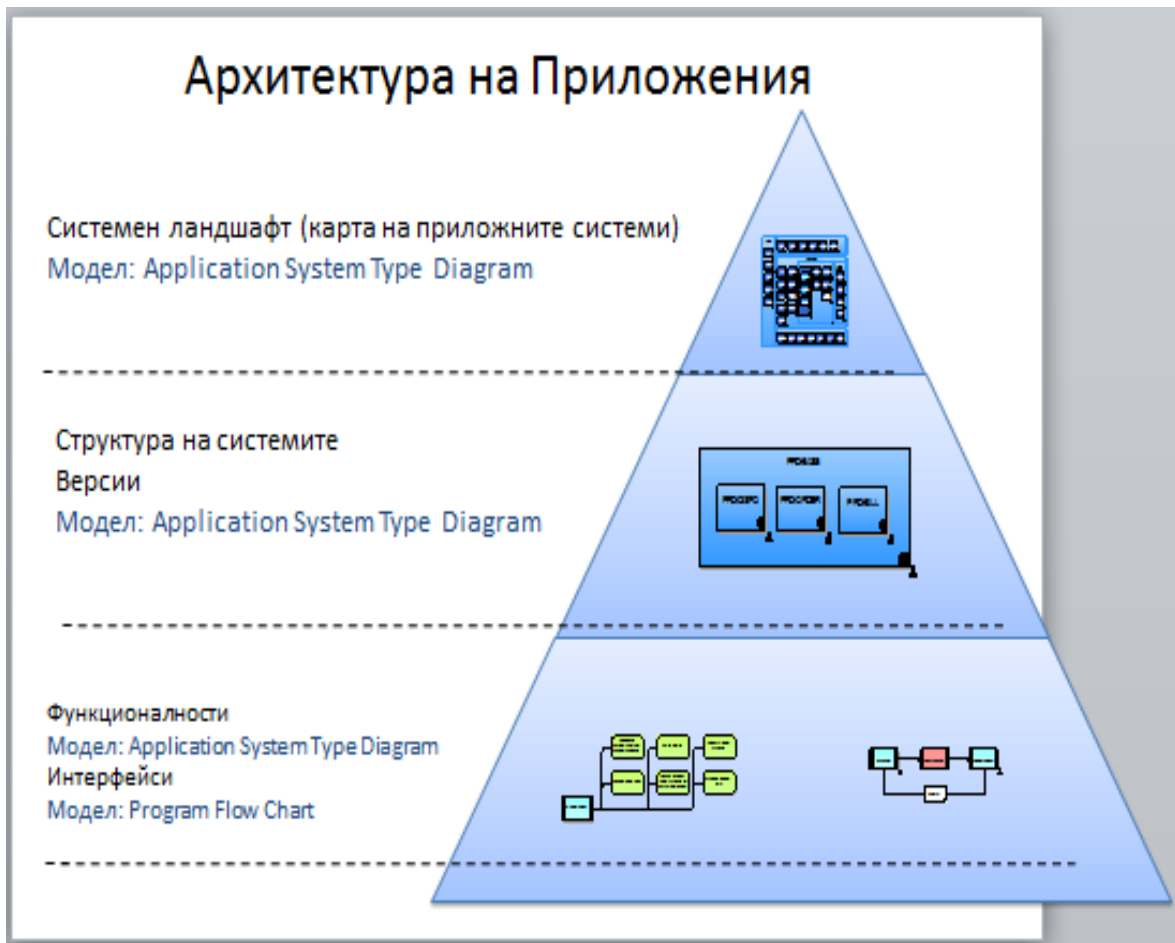 Архитектура на Приложения
Системен ландшафт (карта на приложните системи)
Модел: Application System Type Diagram
Структура на системите
Версии
Модел: Application System Type Diagram
Функционалности
Модел: Application System Type Diagram
Интерфейси
Модел: Program Flow Chart